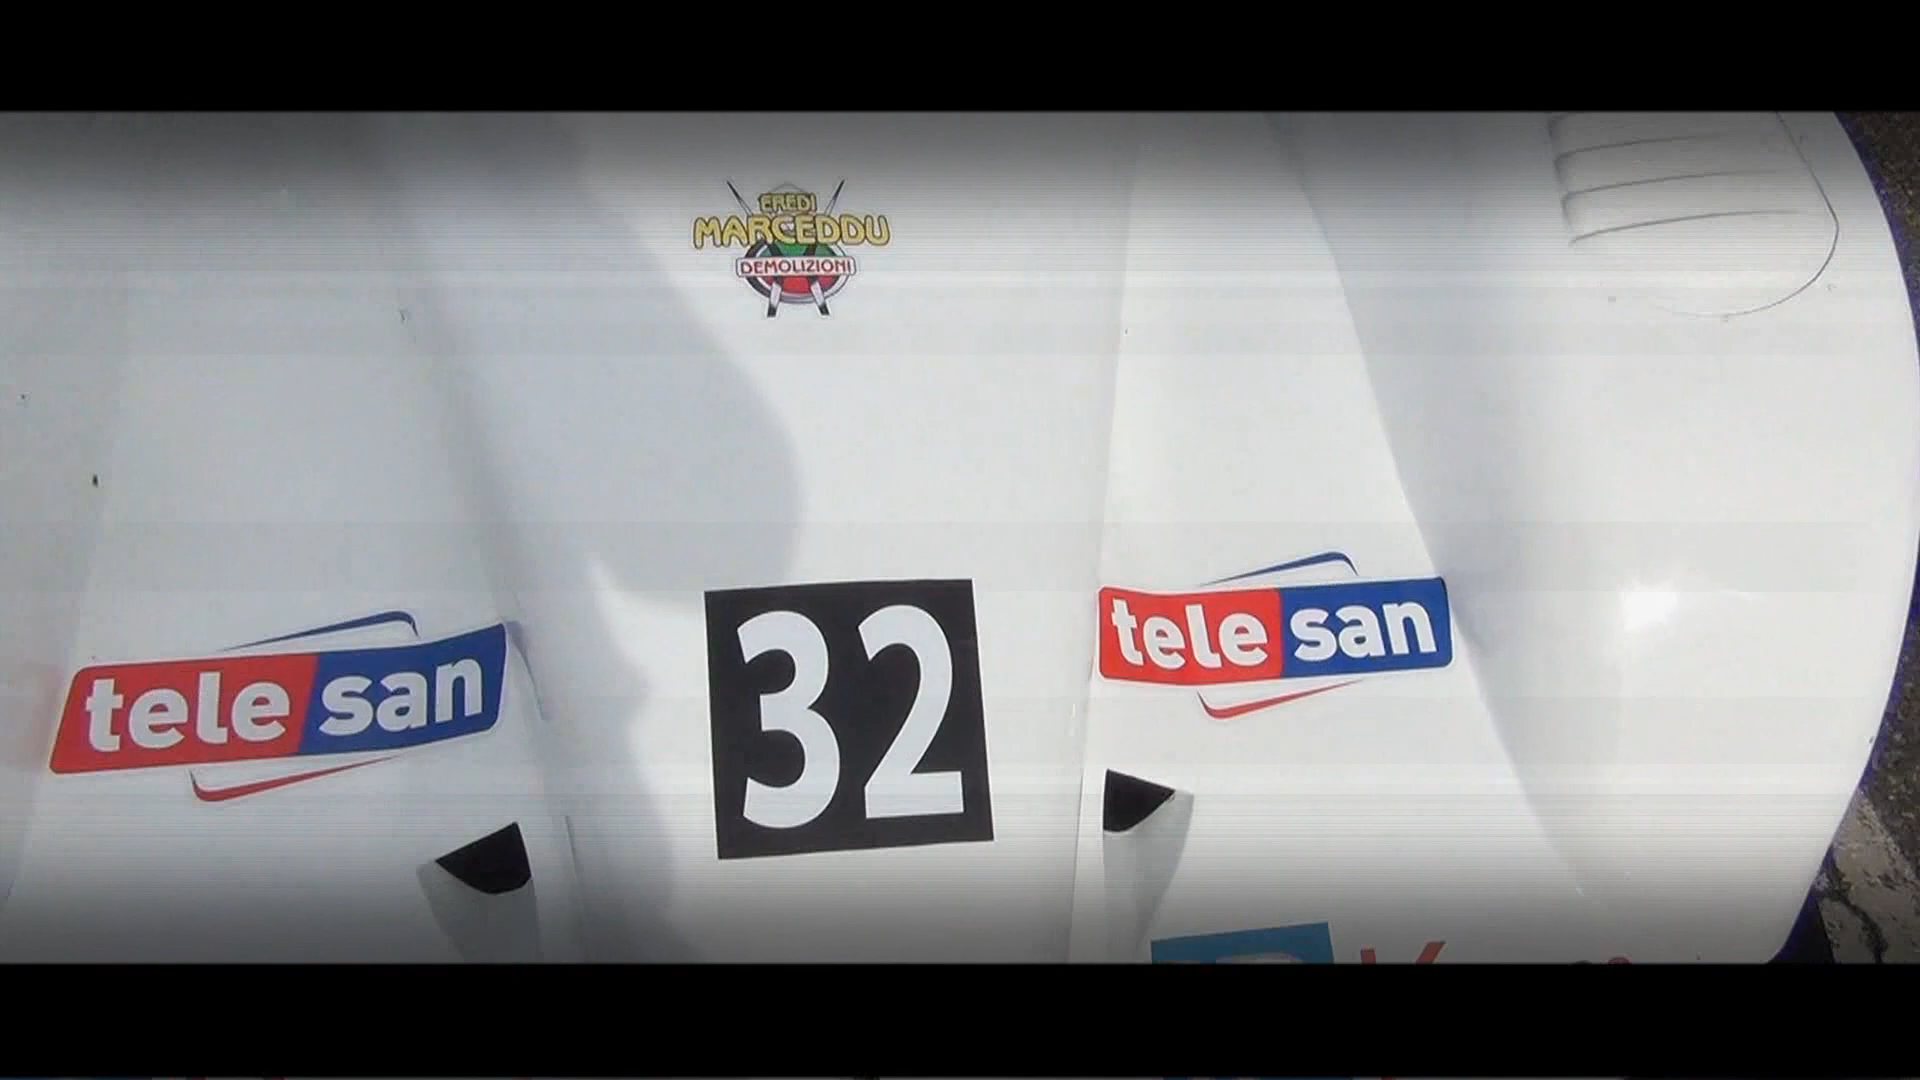 EREDI
MARCEDDU
DEMOLIZIONI
tele san
32
tele san